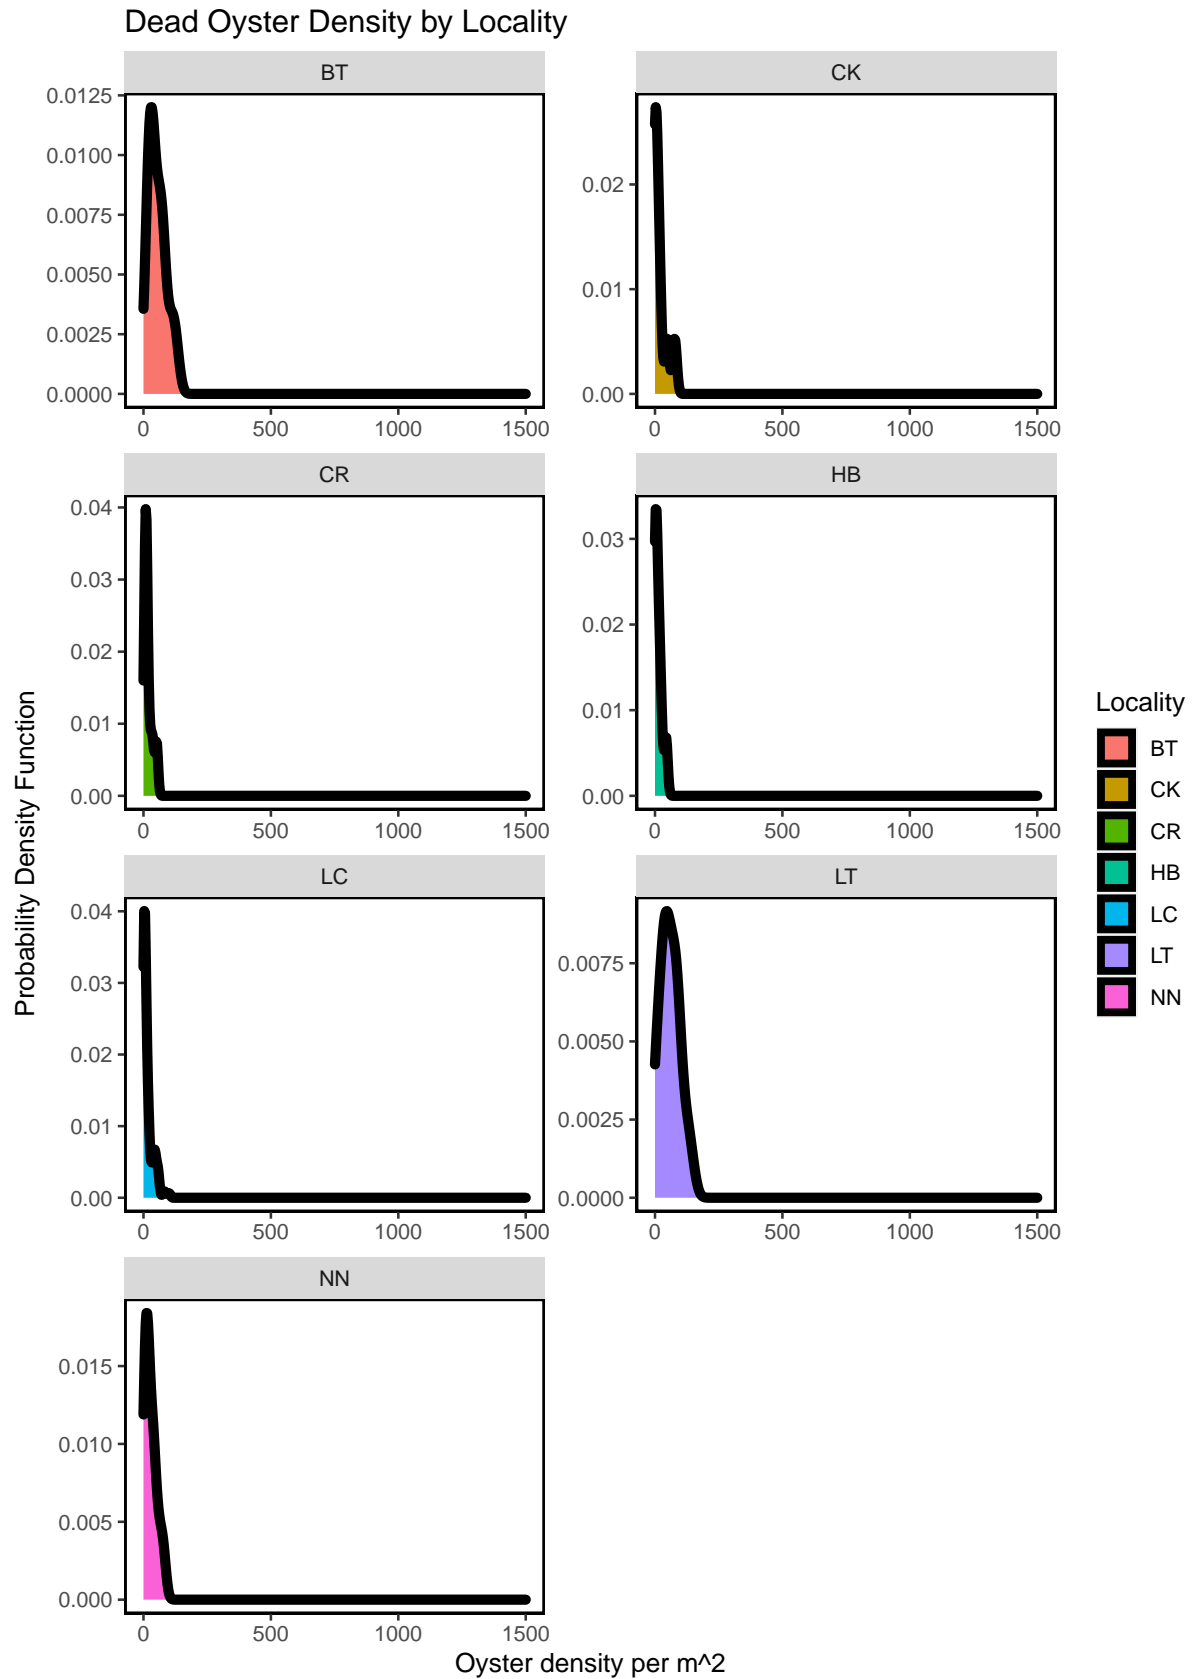 Dead Oyster Density by Locality
BT
0.0125
0.0100
0.0075
0.0050
0.0025
0.0000
0 500 1000 1500
CK
0.02
0.01
0.00
0 500 1000 1500
CR
0.04
0.03
0.02
0.01
0.00
0 500 1000 1500
HB
0.03
0.02
0.01
0.00
0 500 1000 1500
LC
0.04
0.03
0.02
0.01
0.00
0 500 1000 1500
LT
0.0075
0.0050
0.0025
0.0000
0 500 1000 1500
NN
0.015
0.010
0.005
0.000
0 500 1000 1500
Probability Density Function
Oyster density per m^2
Locality
BT
CK
CR
HB
LC
LT
NN